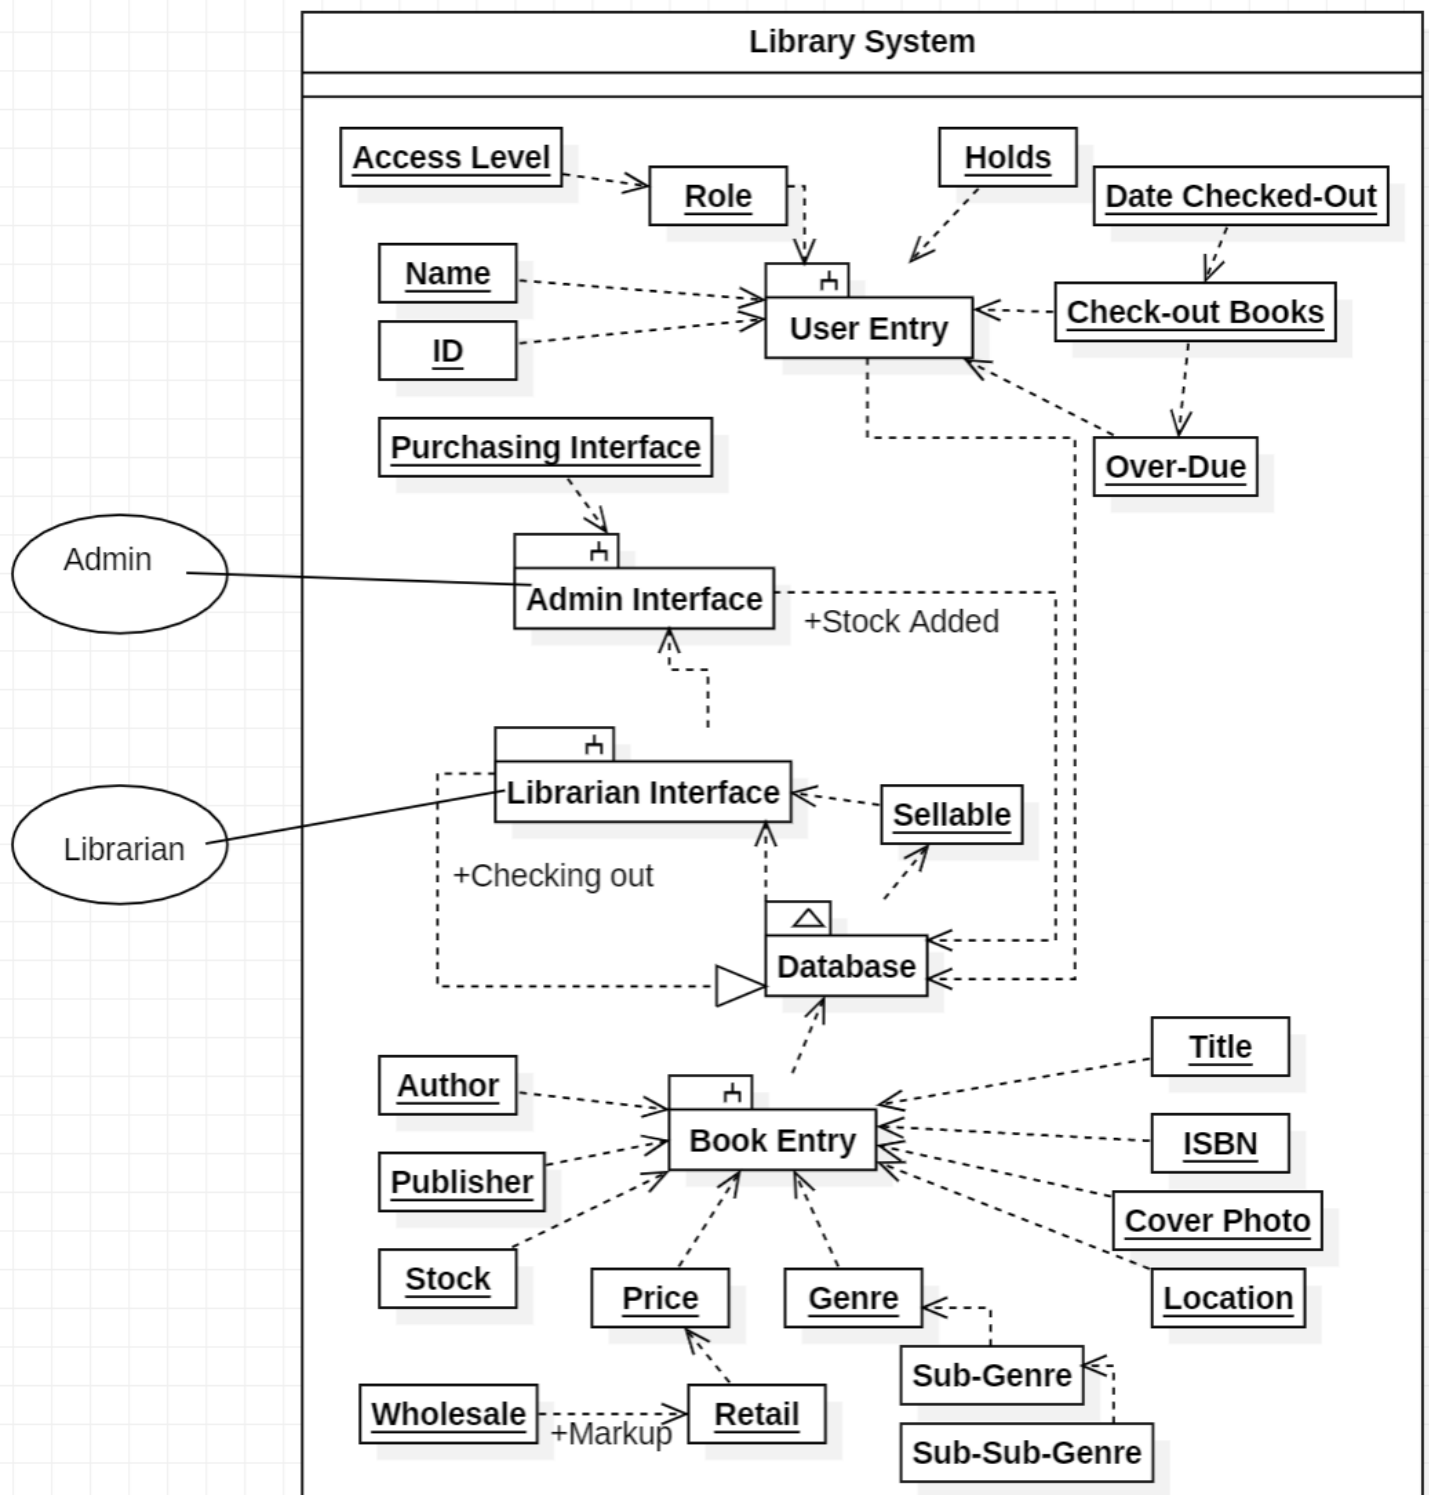 Library System
Access Level
Role
Holds
Date Checked-Out
Name
User Entry
Check-out Books
ID
Purchasing Interface
Over-Due
Admin
Admin Interface
+Stock Added
Librarian Interface
Sellable
Librarian
+Checking out
Database
Title
Author
Book Entry
ISBN
Publisher
Cover Photo
Stock
Price
Genre
Location
Sub-Genre
Wholesale
+Markup
Retail
Sub-Sub-Genre